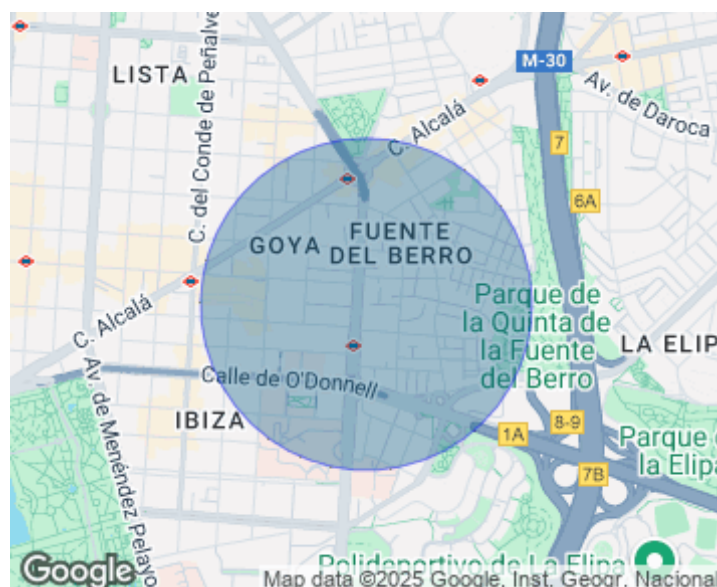 M-30
LISTA
C. del Conde de Peñalver
C. Alcalá
Av. de Daroca
7
6A
GOYA
FUENTE
DEL BERRO
Parque de
la Quinta de
la Fuente
del Berro
LA ELIP
C. Alcalá
Av. de Menéndez Pelayo
Calle de O'Donnell
IBIZA
1A
8-9
Parque d
la Elipa
7B
Polideportivo de La Elipa
Google
Map data ©2025 Google, Inst. Geogr. Nacional